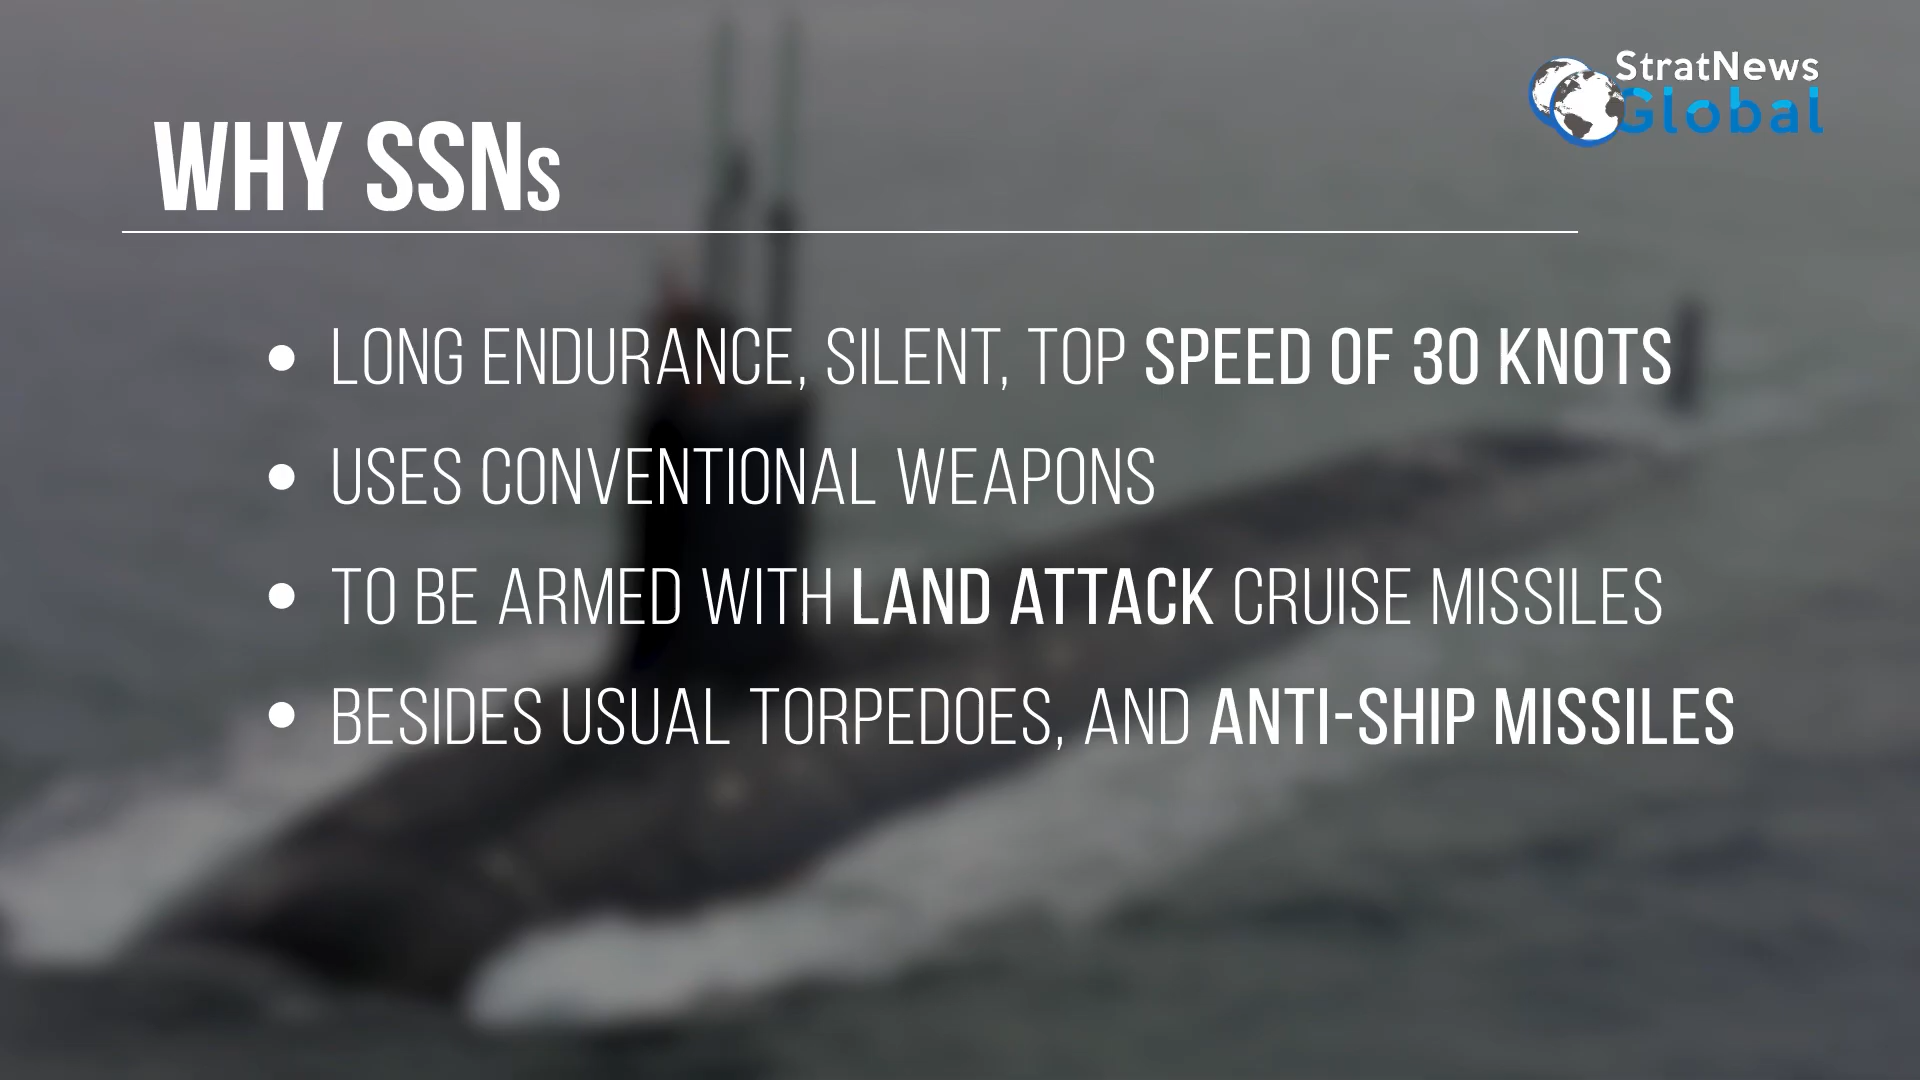 StratNews
Global
WHY SSNs
• LONG ENDURANCE, SILENT, TOP SPEED OF 30 KNOTS
• USES CONVENTIONAL WEAPONS
• TO BE ARMED WITH LAND ATTACK CRUISE MISSILES
• BESIDES USUAL TORPEDOES, AND ANTI-SHIP MISSILES